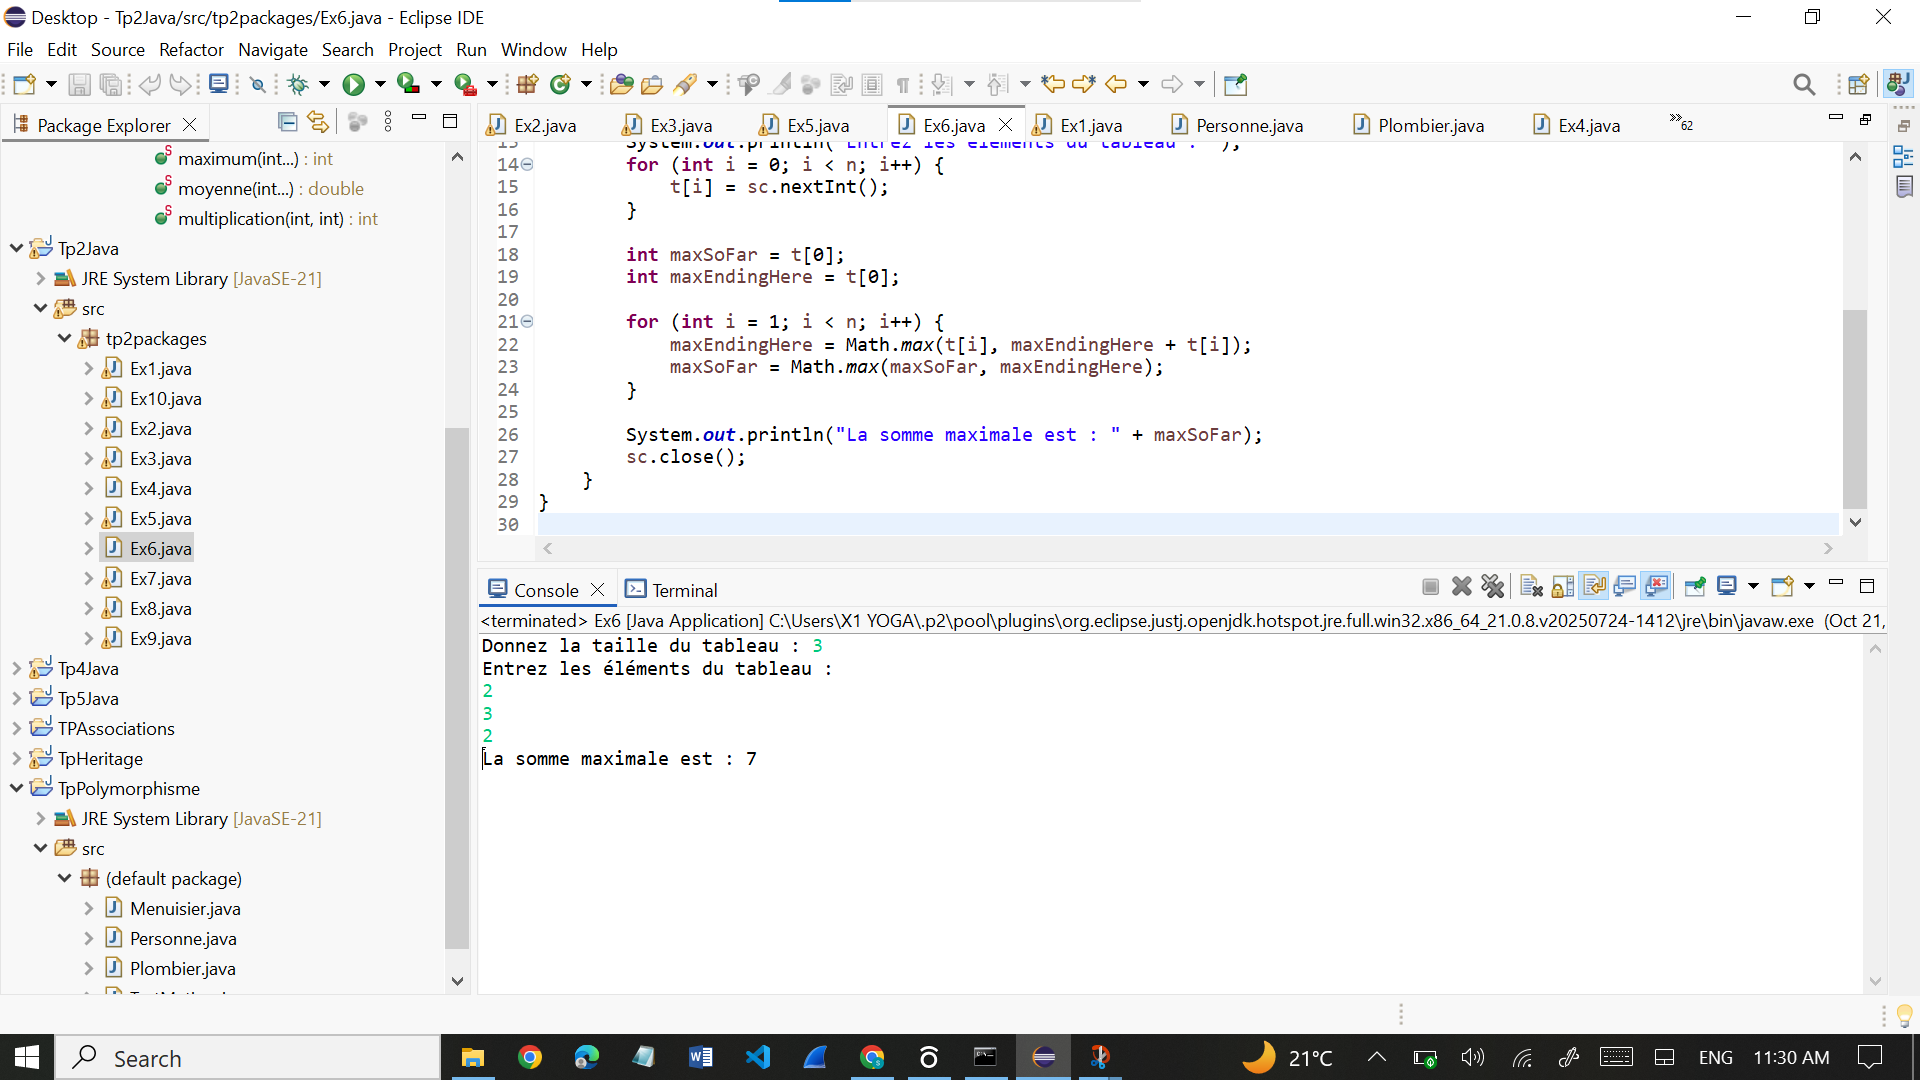 Desktop - Tp2Java/src/tp2packages/Ex6.java - Eclipse IDE
File Edit Source Refactor Navigate Search Project Run Window Help
Package Explorer
maximum(int...) : int
moyenne(int...) : double
multiplication(int, int) : int
Tp2Java
JRE System Library [JavaSE-21]
src
tp2packages
Ex1.java
Ex10.java
Ex2.java
Ex3.java
Ex4.java
Ex5.java
Ex6.java
Ex7.java
Ex8.java
Ex9.java
Tp4Java
Tp5Java
TPAssociations
TpHeritage
TpPolymorphisme
JRE System Library [JavaSE-21]
src
(default package)
Menuisier.java
Personne.java
Plombier.java
Ex2.java Ex3.java Ex5.java Ex6.java Ex1.java Personne.java Plombier.java Ex4.java »62
System.out.println("Entrez les éléments du tableau : ");
14 for (int i = 0; i < n; i++) {
15 t[i] = sc.nextInt();
16 }
17
18 int maxSoFar = t[0];
19 int maxEndingHere = t[0];
20
21 for (int i = 1; i < n; i++) {
22 maxEndingHere = Math.max(t[i], maxEndingHere + t[i]);
23 maxSoFar = Math.max(maxSoFar, maxEndingHere);
24 }
25
26 System.out.println("La somme maximale est : " + maxSoFar);
27 sc.close();
28 }
29 }
30
Console Terminal
<terminated> Ex6 [Java Application] C:\Users\X1 YOGA\.p2\pool\plugins\org.eclipse.justj.openjdk.hotspot.jre.full.win32.x86_64_21.0.8.v20250724-1412\jre\bin\javaw.exe (Oct 21,
Donnez la taille du tableau : 3
Entrez les éléments du tableau :
2
3
2
La somme maximale est : 7
Search
21°C
ENG
11:30 AM